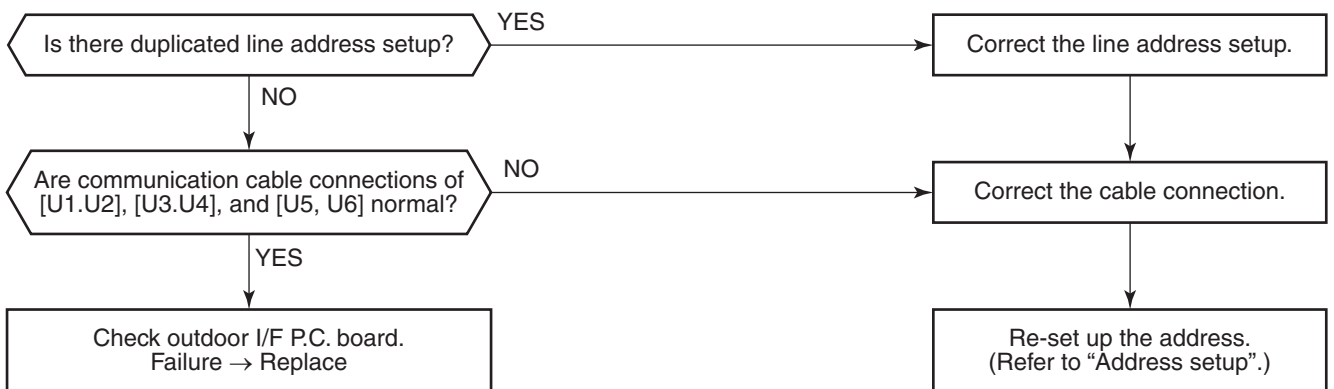 Is there duplicated line address setup?
YES
Correct the line address setup.
NO
Are communication cable connections of
[U1.U2], [U3.U4], and [U5, U6] normal?
NO
Correct the cable connection.
YES
Check outdoor I/F P.C. board.
Failure → Replace
Re-set up the address.
(Refer to “Address setup”.)